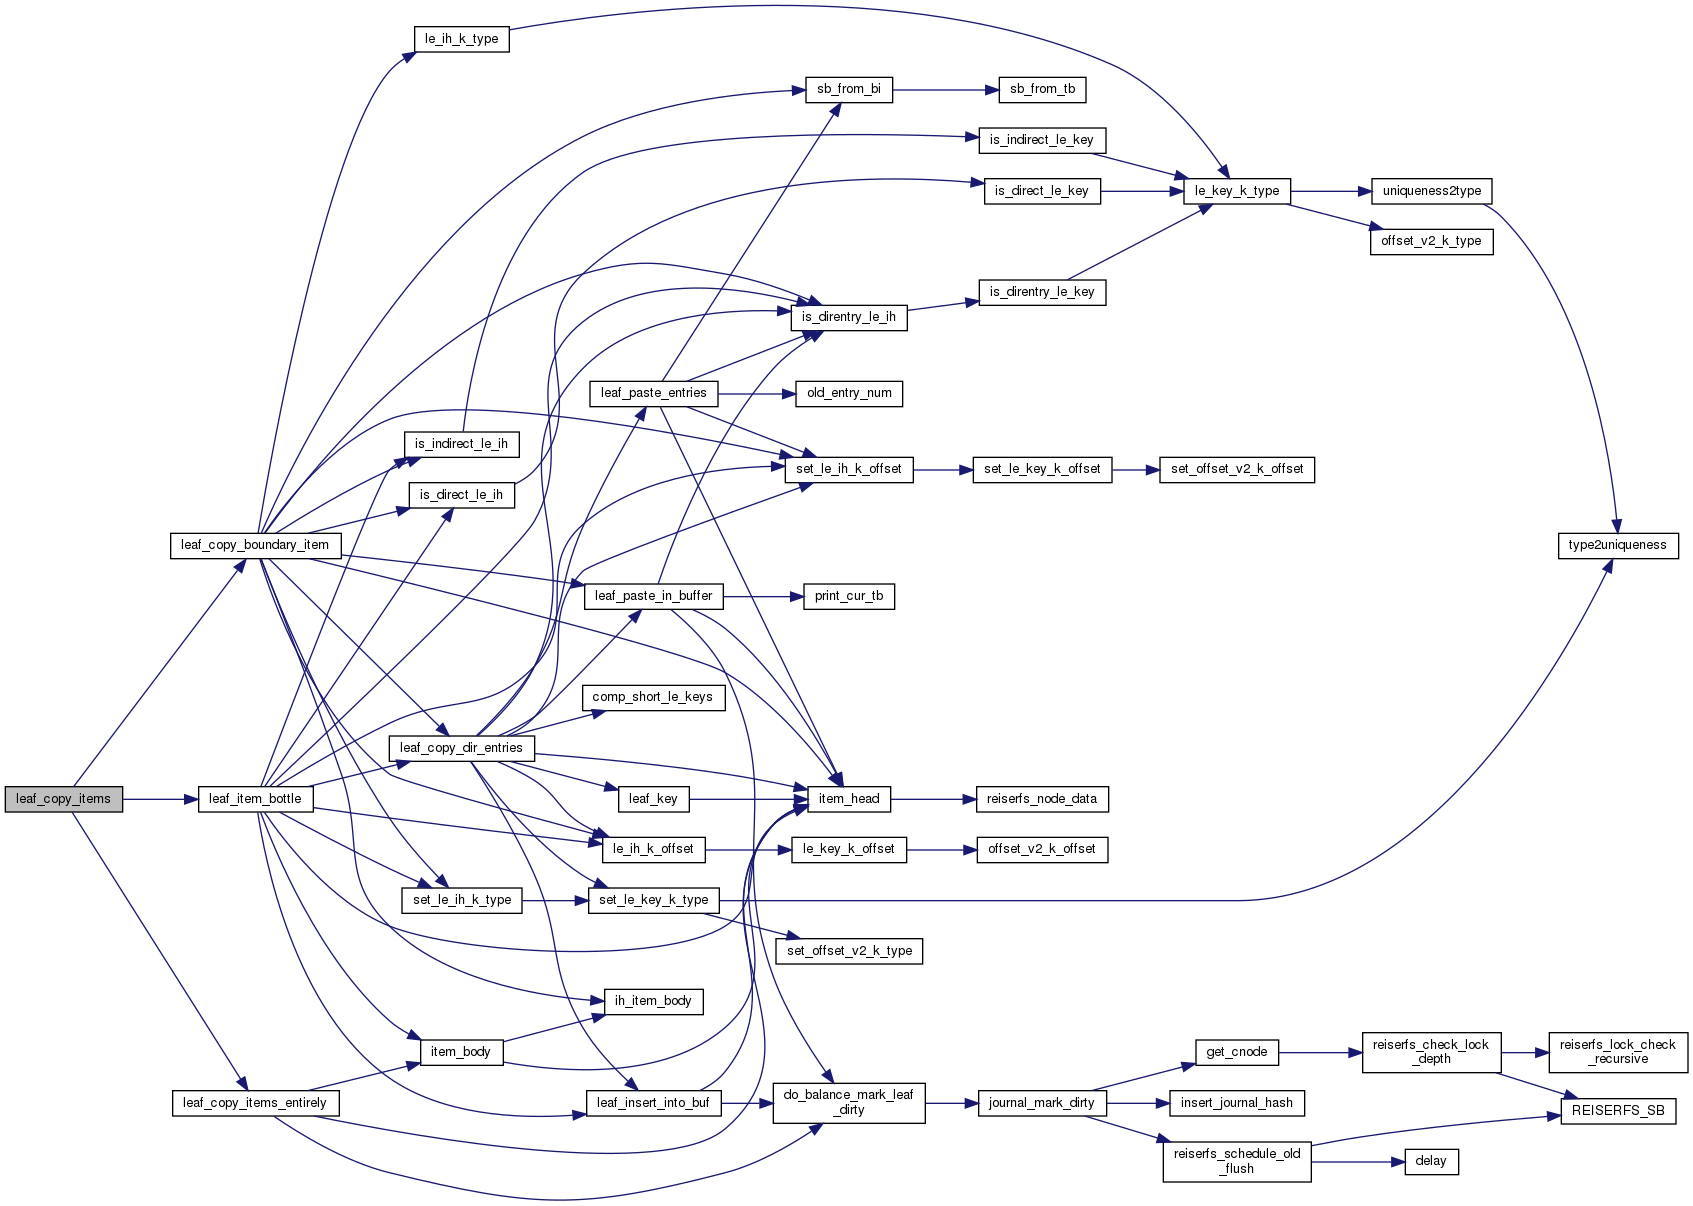 le_ih_k_type
sb_from_bi
sb_from_tb
is_indirect_le_key
is_direct_le_key
le_key_k_type
uniqueness2type
offset_v2_k_type
is_direntry_le_key
is_direntry_le_ih
leaf_paste_entries
old_entry_num
is_indirect_le_ih
set_le_ih_k_offset
set_le_key_k_offset
set_offset_v2_k_offset
is_direct_le_ih
leaf_copy_boundary_item
type2uniqueness
leaf_paste_in_buffer
print_cur_tb
comp_short_le_keys
leaf_copy_dir_entries
leaf_copy_items
leaf_item_bottle
leaf_key
item_head
reiserfs_node_data
le_ih_k_offset
le_key_k_offset
offset_v2_k_offset
set_le_ih_k_type
set_le_key_k_type
set_offset_v2_k_type
ih_item_body
item_body
get_cnode
reiserfs_check_lock
_depth
reiserfs_lock_check
_recursive
leaf_copy_items_entirely
leaf_insert_into_buf
do_balance_mark_leaf
_dirty
journal_mark_dirty
insert_journal_hash
REISERFS_SB
reiserfs_schedule_old
_flush
delay